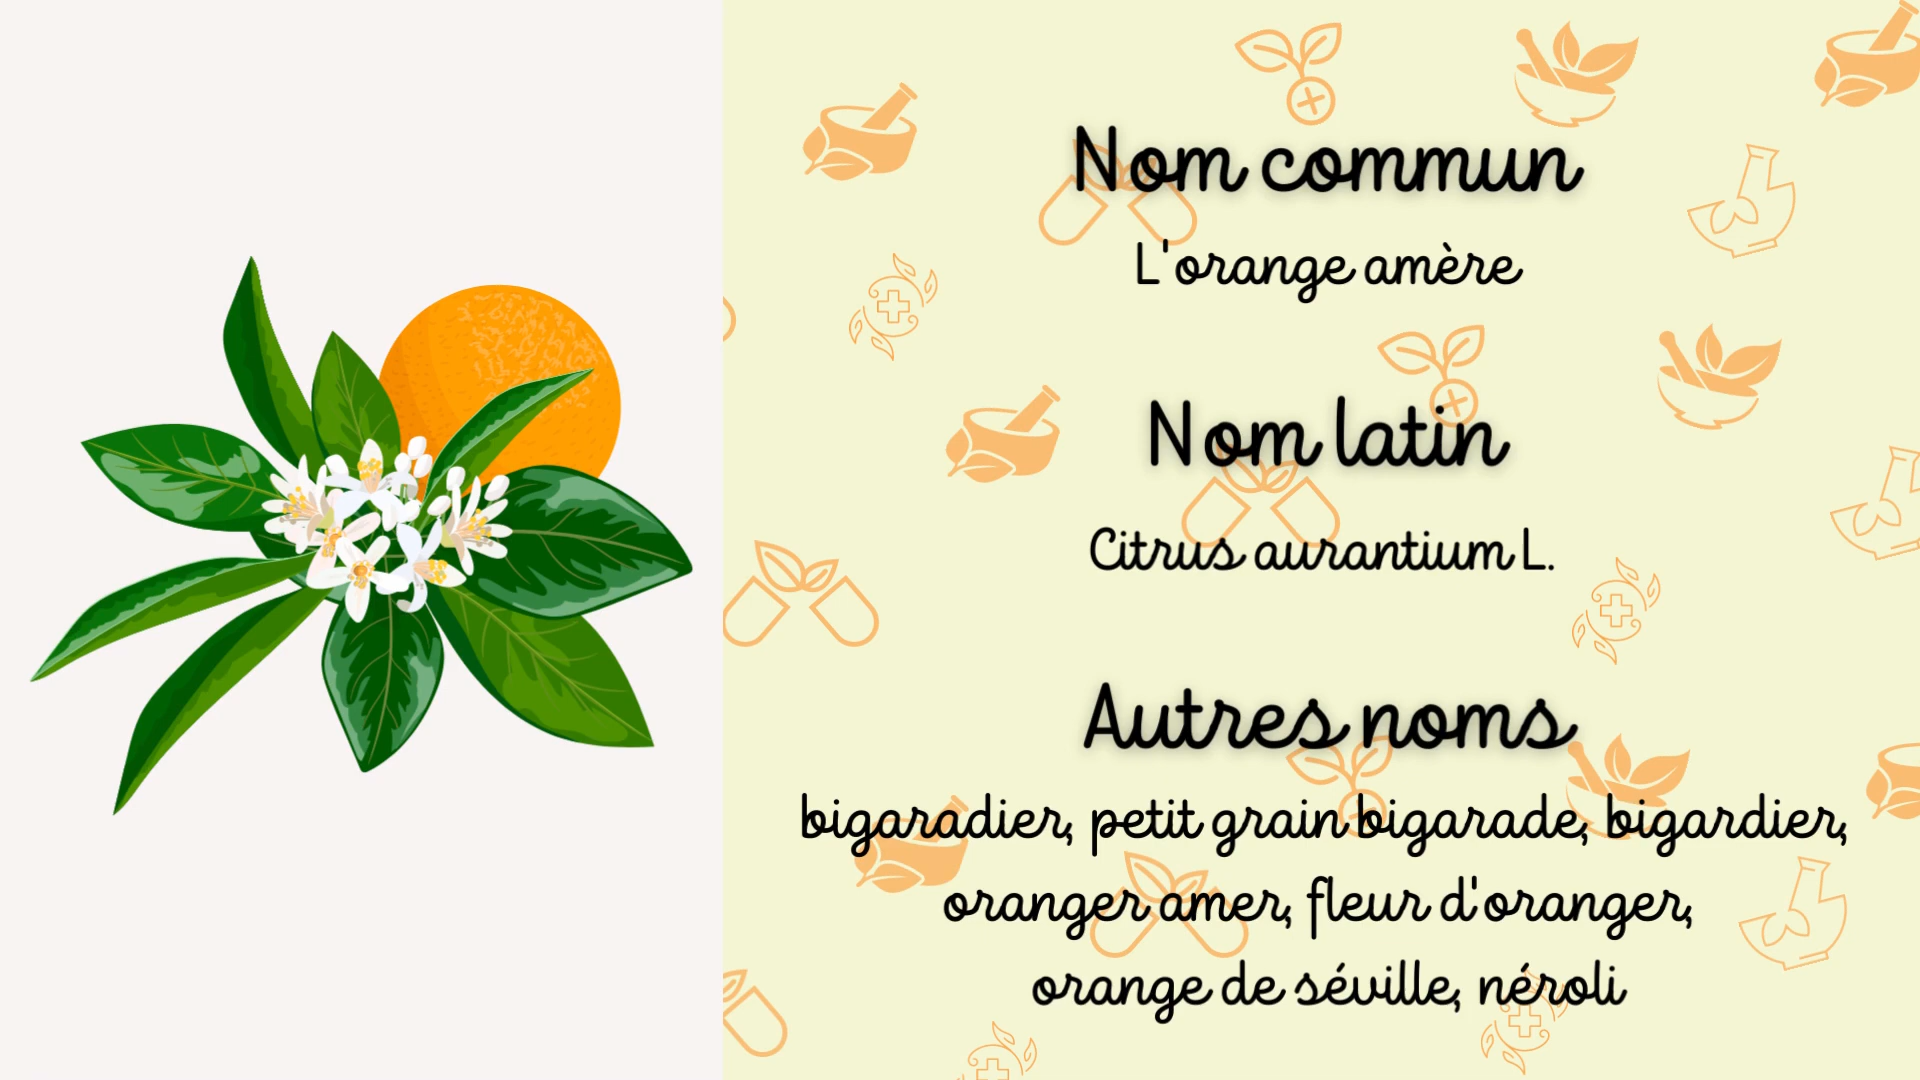 Nom commun
L'orange amère
Nom latin
Citrus aurantium L.
Autres noms
bigaradier, petit grain bigarade, bigardier,
oranger amer, fleur d'oranger,
orange de séville, néroli